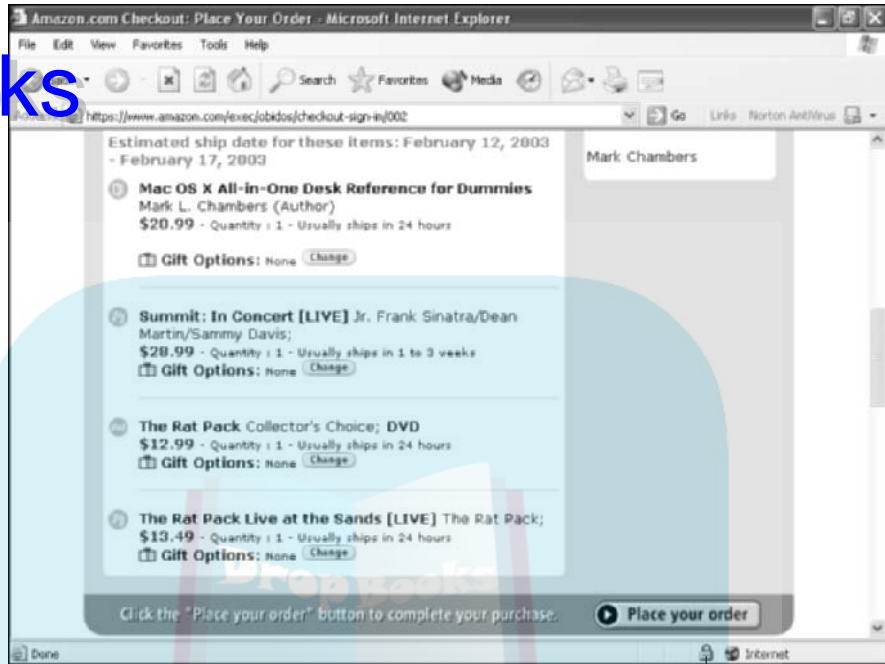 Amazon.com Checkout: Place Your Order - Microsoft Internet Explorer
File Edit View Favorites Tools Help
ks
Search Favorites Media
https://www.amazon.com/exec/obidos/checkout-sign-in/002 Go Links Norton AntiVirus
Estimated ship date for these items: February 12, 2003
- February 17, 2003
Mark Chambers
Mac OS X All-in-One Desk Reference for Dummies
Mark L. Chambers (Author)
$20.99 - Quantity : 1 - Usually ships in 24 hours
Gift Options: None Change
Summit: In Concert [LIVE] Jr. Frank Sinatra/Dean
Martin/Sammy Davis;
$28.99 - Quantity : 1 - Usually ships in 1 to 3 weeks
Gift Options: None Change
The Rat Pack Collector's Choice; DVD
$12.99 - Quantity : 1 - Usually ships in 24 hours
Gift Options: None Change
The Rat Pack Live at the Sands [LIVE] The Rat Pack;
$13.49 - Quantity : 1 - Usually ships in 24 hours
Gift Options: None Change
Drop Books
Click the "Place your order" button to complete your purchase. Place your order
Done Internet